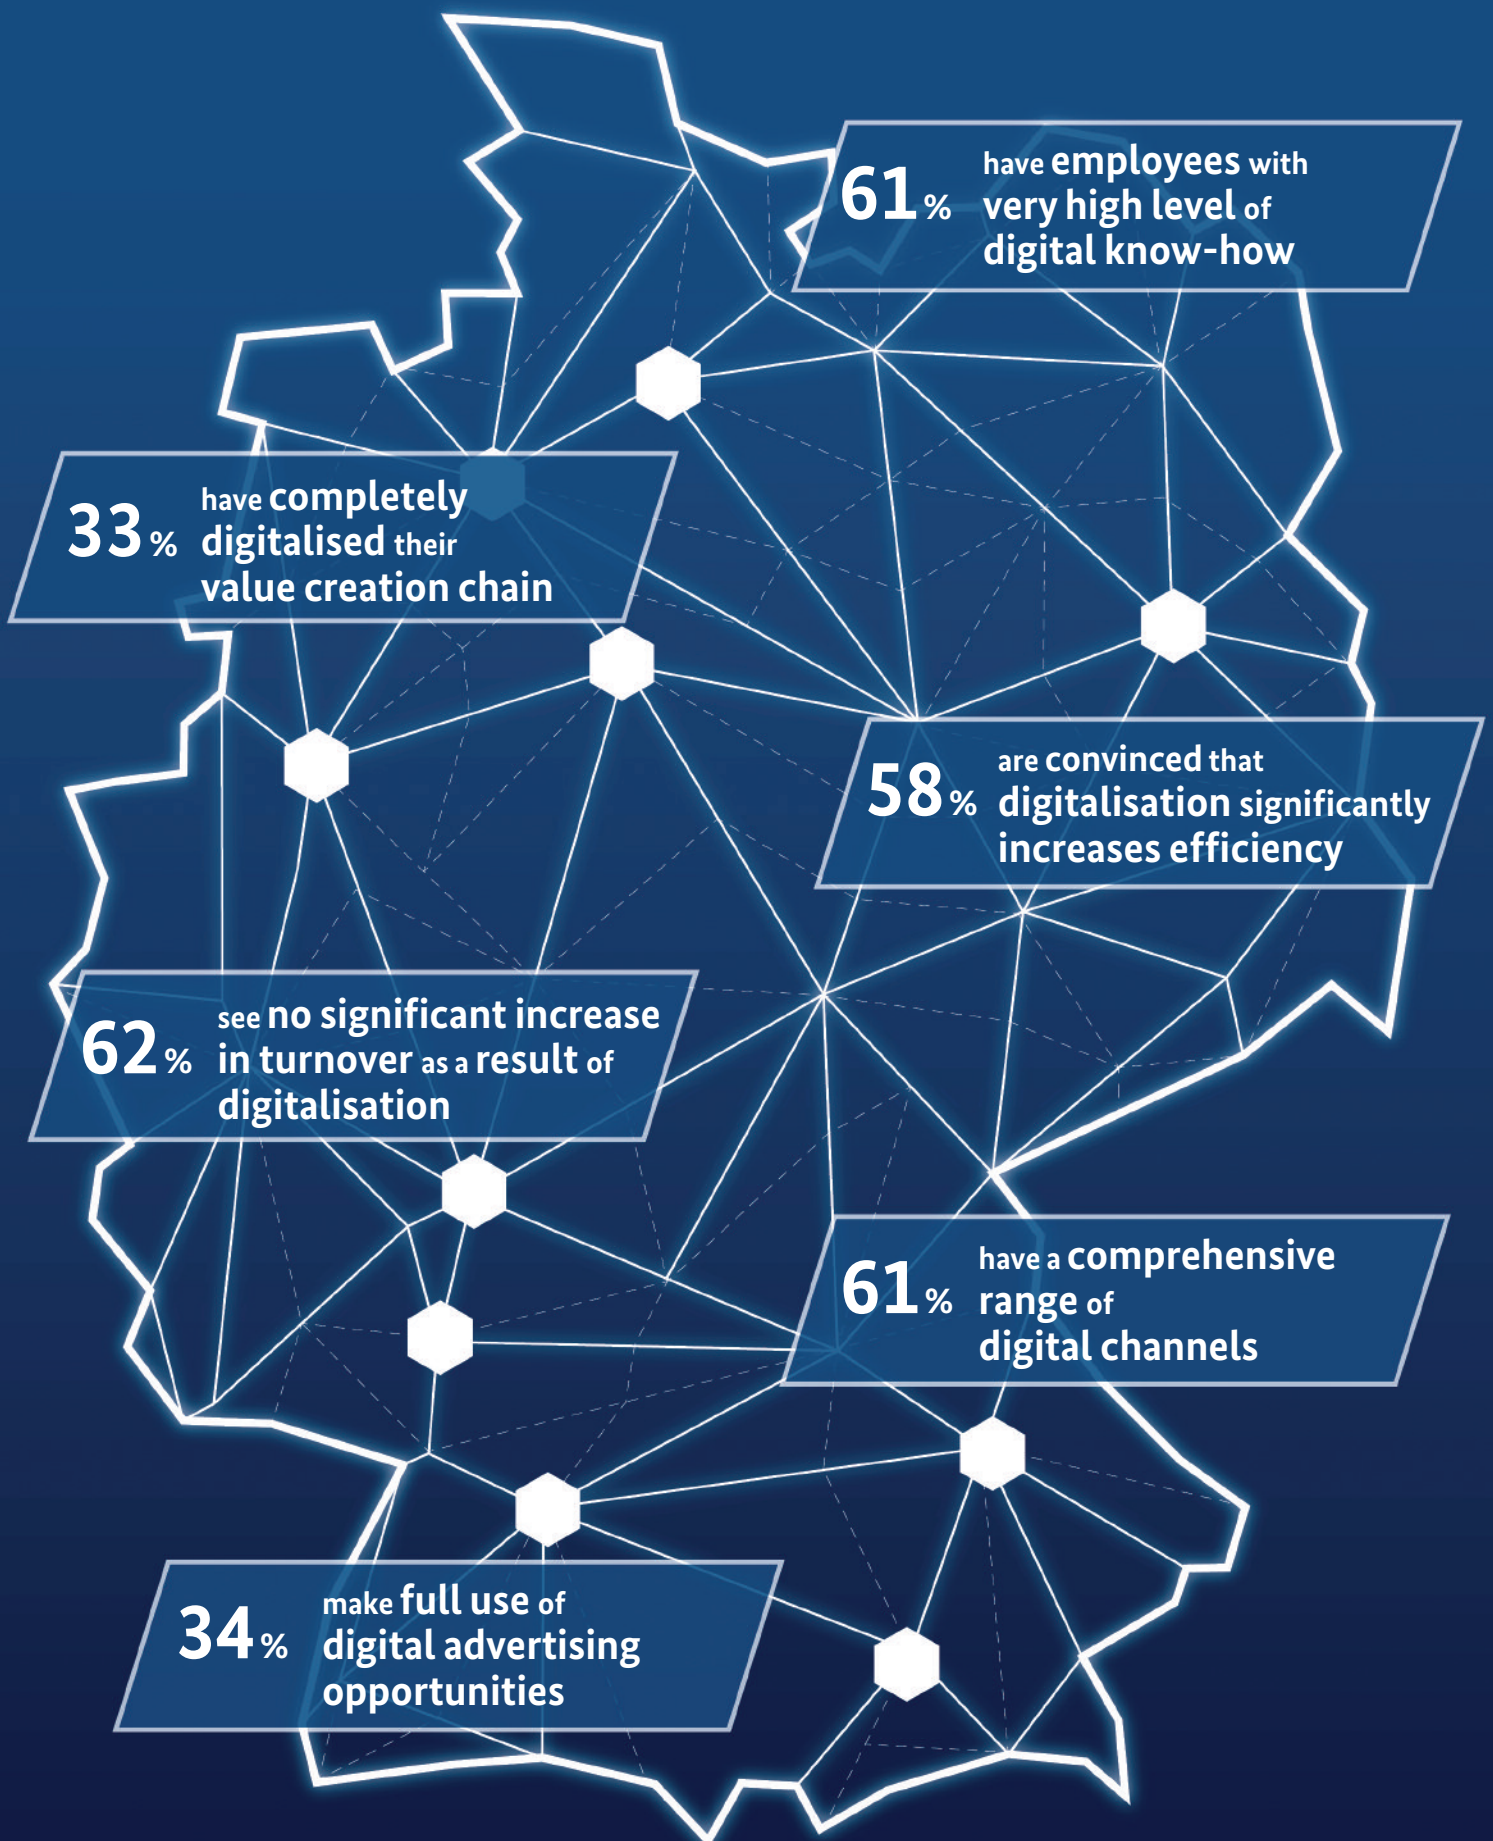 61% have employees with
very high level of
digital know-how
33% have completely
digitalised their
value creation chain
58% are convinced that
digitalisation significantly
increases efficiency
62% see no significant increase
in turnover as a result of
digitalisation
61% have a comprehensive
range of
digital channels
34% make full use of
digital advertising
opportunities